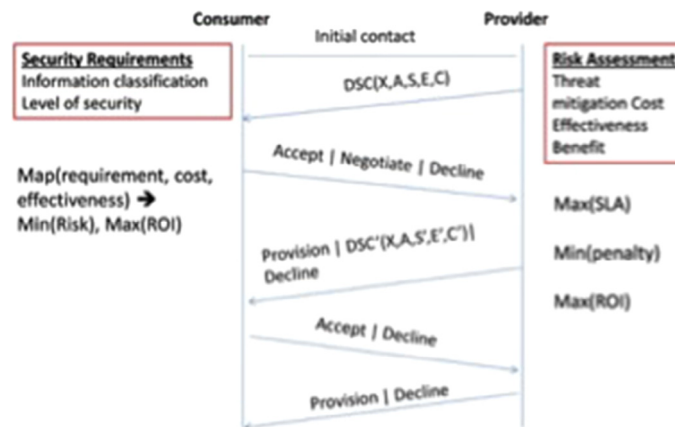 Consumer
Provider
Initial contact
Security Requirements
Information classification
Level of security
Risk Assessment
Threat
mitigation Cost
Effectiveness
Benefit
DSC(X,A,S,E,C)
Accept | Negotiate | Decline
Map(requirement, cost,
effectiveness) ➔
Min(Risk), Max(ROI)
Max(SLA)
Provision | DSC'(X,A,S',E',C')|
Decline
Min(penalty)
Max(ROI)
Accept | Decline
Provision | Decline